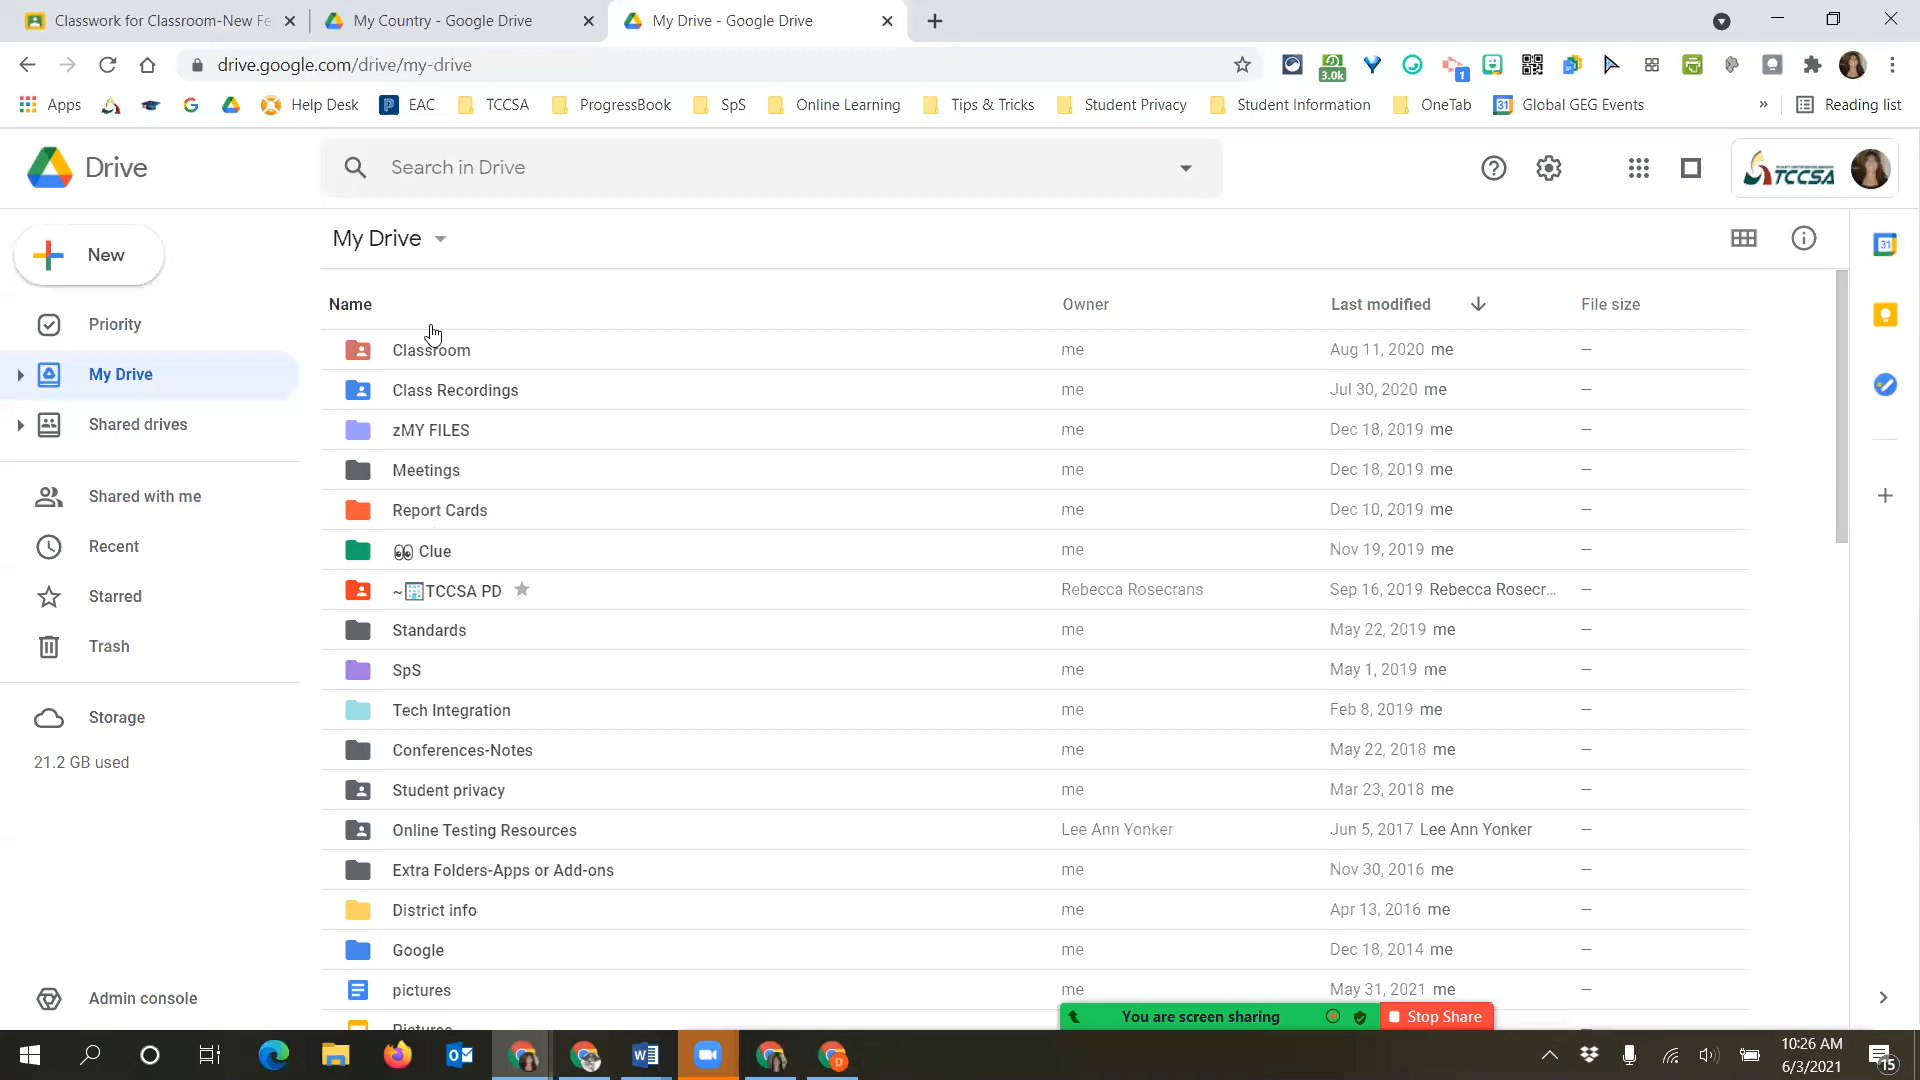 Classwork for Classroom-New Fe
My Country - Google Drive
My Drive - Google Drive
drive.google.com/drive/my-drive
3.0k
1
Apps
Help Desk
EAC
TCCSA
ProgressBook
SpS
Online Learning
Tips & Tricks
Student Privacy
Student Information
OneTab
31
Global GEG Events
»
Reading list
Drive
Search in Drive
TCCSA
New
My Drive
31
Name
Owner
Last modified
File size
Priority
My Drive
Shared drives
Shared with me
Recent
Starred
Trash
Storage
21.2 GB used
Admin console
Classroom me Aug 11, 2020 me –
Class Recordings me Jul 30, 2020 me –
zMY FILES me Dec 18, 2019 me –
Meetings me Dec 18, 2019 me –
Report Cards me Dec 10, 2019 me –
👀 Clue me Nov 19, 2019 me –
~🏢TCCSA PD Rebecca Rosecrans Sep 16, 2019 Rebecca Rosecr... –
Standards me May 22, 2019 me –
SpS me May 1, 2019 me –
Tech Integration me Feb 8, 2019 me –
Conferences-Notes me May 22, 2018 me –
Student privacy me Mar 23, 2018 me –
Online Testing Resources Lee Ann Yonker Jun 5, 2017 Lee Ann Yonker –
Extra Folders-Apps or Add-ons me Nov 30, 2016 me –
District info me Apr 13, 2016 me –
Google me Dec 18, 2014 me –
pictures me May 31, 2021 me –
Pictures
You are screen sharing
Stop Share
10:26 AM
6/3/2021
15